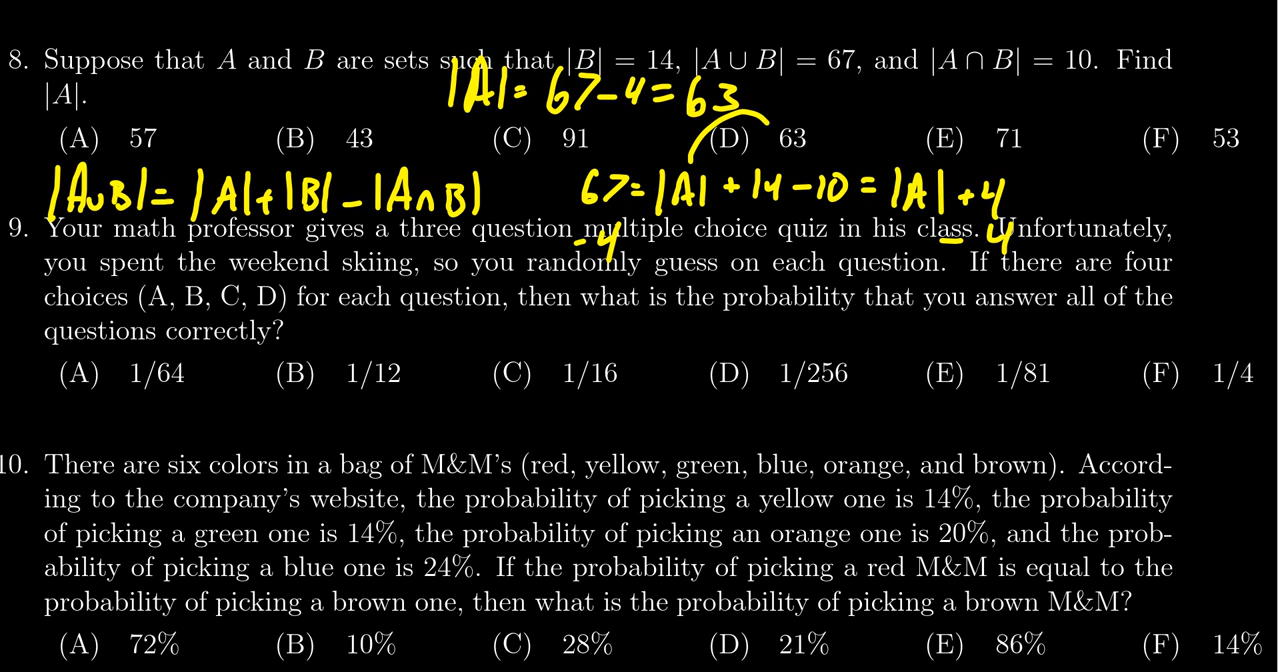 8. Suppose that A and B are sets such that |B| = 14, |A ∪ B| = 67, and |A ∩ B| = 10. Find
|A|.
|A| = 67 - 4 = 63
(A) 57 (B) 43 (C) 91 (D) 63 (E) 71 (F) 53
|A∪B| = |A| + |B| - |A∩B| 67 = |A| + 14 - 10 = |A| + 4
-4 - 4
9. Your math professor gives a three question multiple choice quiz in his class. Unfortunately,
you spent the weekend skiing, so you randomly guess on each question. If there are four
choices (A, B, C, D) for each question, then what is the probability that you answer all of the
questions correctly?
(A) 1/64 (B) 1/12 (C) 1/16 (D) 1/256 (E) 1/81 (F) 1/4
10. There are six colors in a bag of M&M's (red, yellow, green, blue, orange, and brown). Accord-
ing to the company's website, the probability of picking a yellow one is 14%, the probability
of picking a green one is 14%, the probability of picking an orange one is 20%, and the prob-
ability of picking a blue one is 24%. If the probability of picking a red M&M is equal to the
probability of picking a brown one, then what is the probability of picking a brown M&M?
(A) 72% (B) 10% (C) 28% (D) 21% (E) 86% (F) 14%